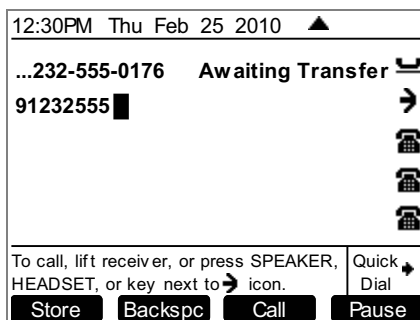 12:30PM Thu Feb 25 2010
...232-555-0176 Awaiting Transfer
91232555
To call, lift receiver, or press SPEAKER,
HEADSET, or key next to icon.
Quick
Dial
Store Backspc Call Pause